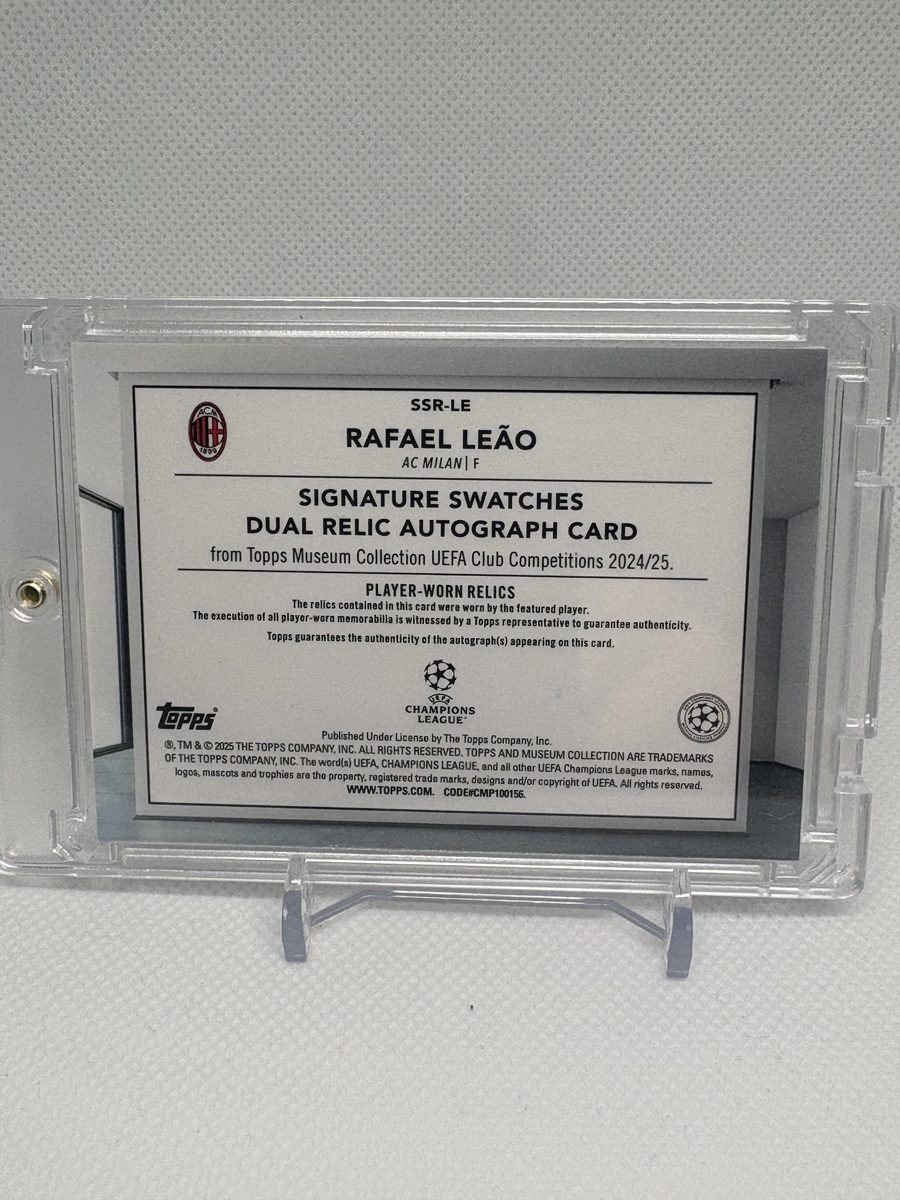 SSR-LE
ACM
1899
RAFAEL LEÃO
AC MILAN | F
SIGNATURE SWATCHES
DUAL RELIC AUTOGRAPH CARD
from Topps Museum Collection UEFA Club Competitions 2024/25.
PLAYER-WORN RELICS
The relics contained in this card were worn by the featured player.
The execution of all player-worn memorabilia is witnessed by a Topps representative to guarantee authenticity.
Topps guarantees the authenticity of the autograph(s) appearing on this card.
UEFA
CHAMPIONS
LEAGUE®
Topps®
Published Under License by The Topps Company, Inc.
®, TM & © 2025 THE TOPPS COMPANY, INC. ALL RIGHTS RESERVED. TOPPS AND MUSEUM COLLECTION ARE TRADEMARKS
OF THE TOPPS COMPANY, INC. The word(s) UEFA, CHAMPIONS LEAGUE, and all other UEFA Champions League marks, names,
logos, mascots and trophies are the property, registered trade marks, designs and/or copyright of UEFA. All rights reserved.
WWW.TOPPS.COM. CODE#CMP100156.